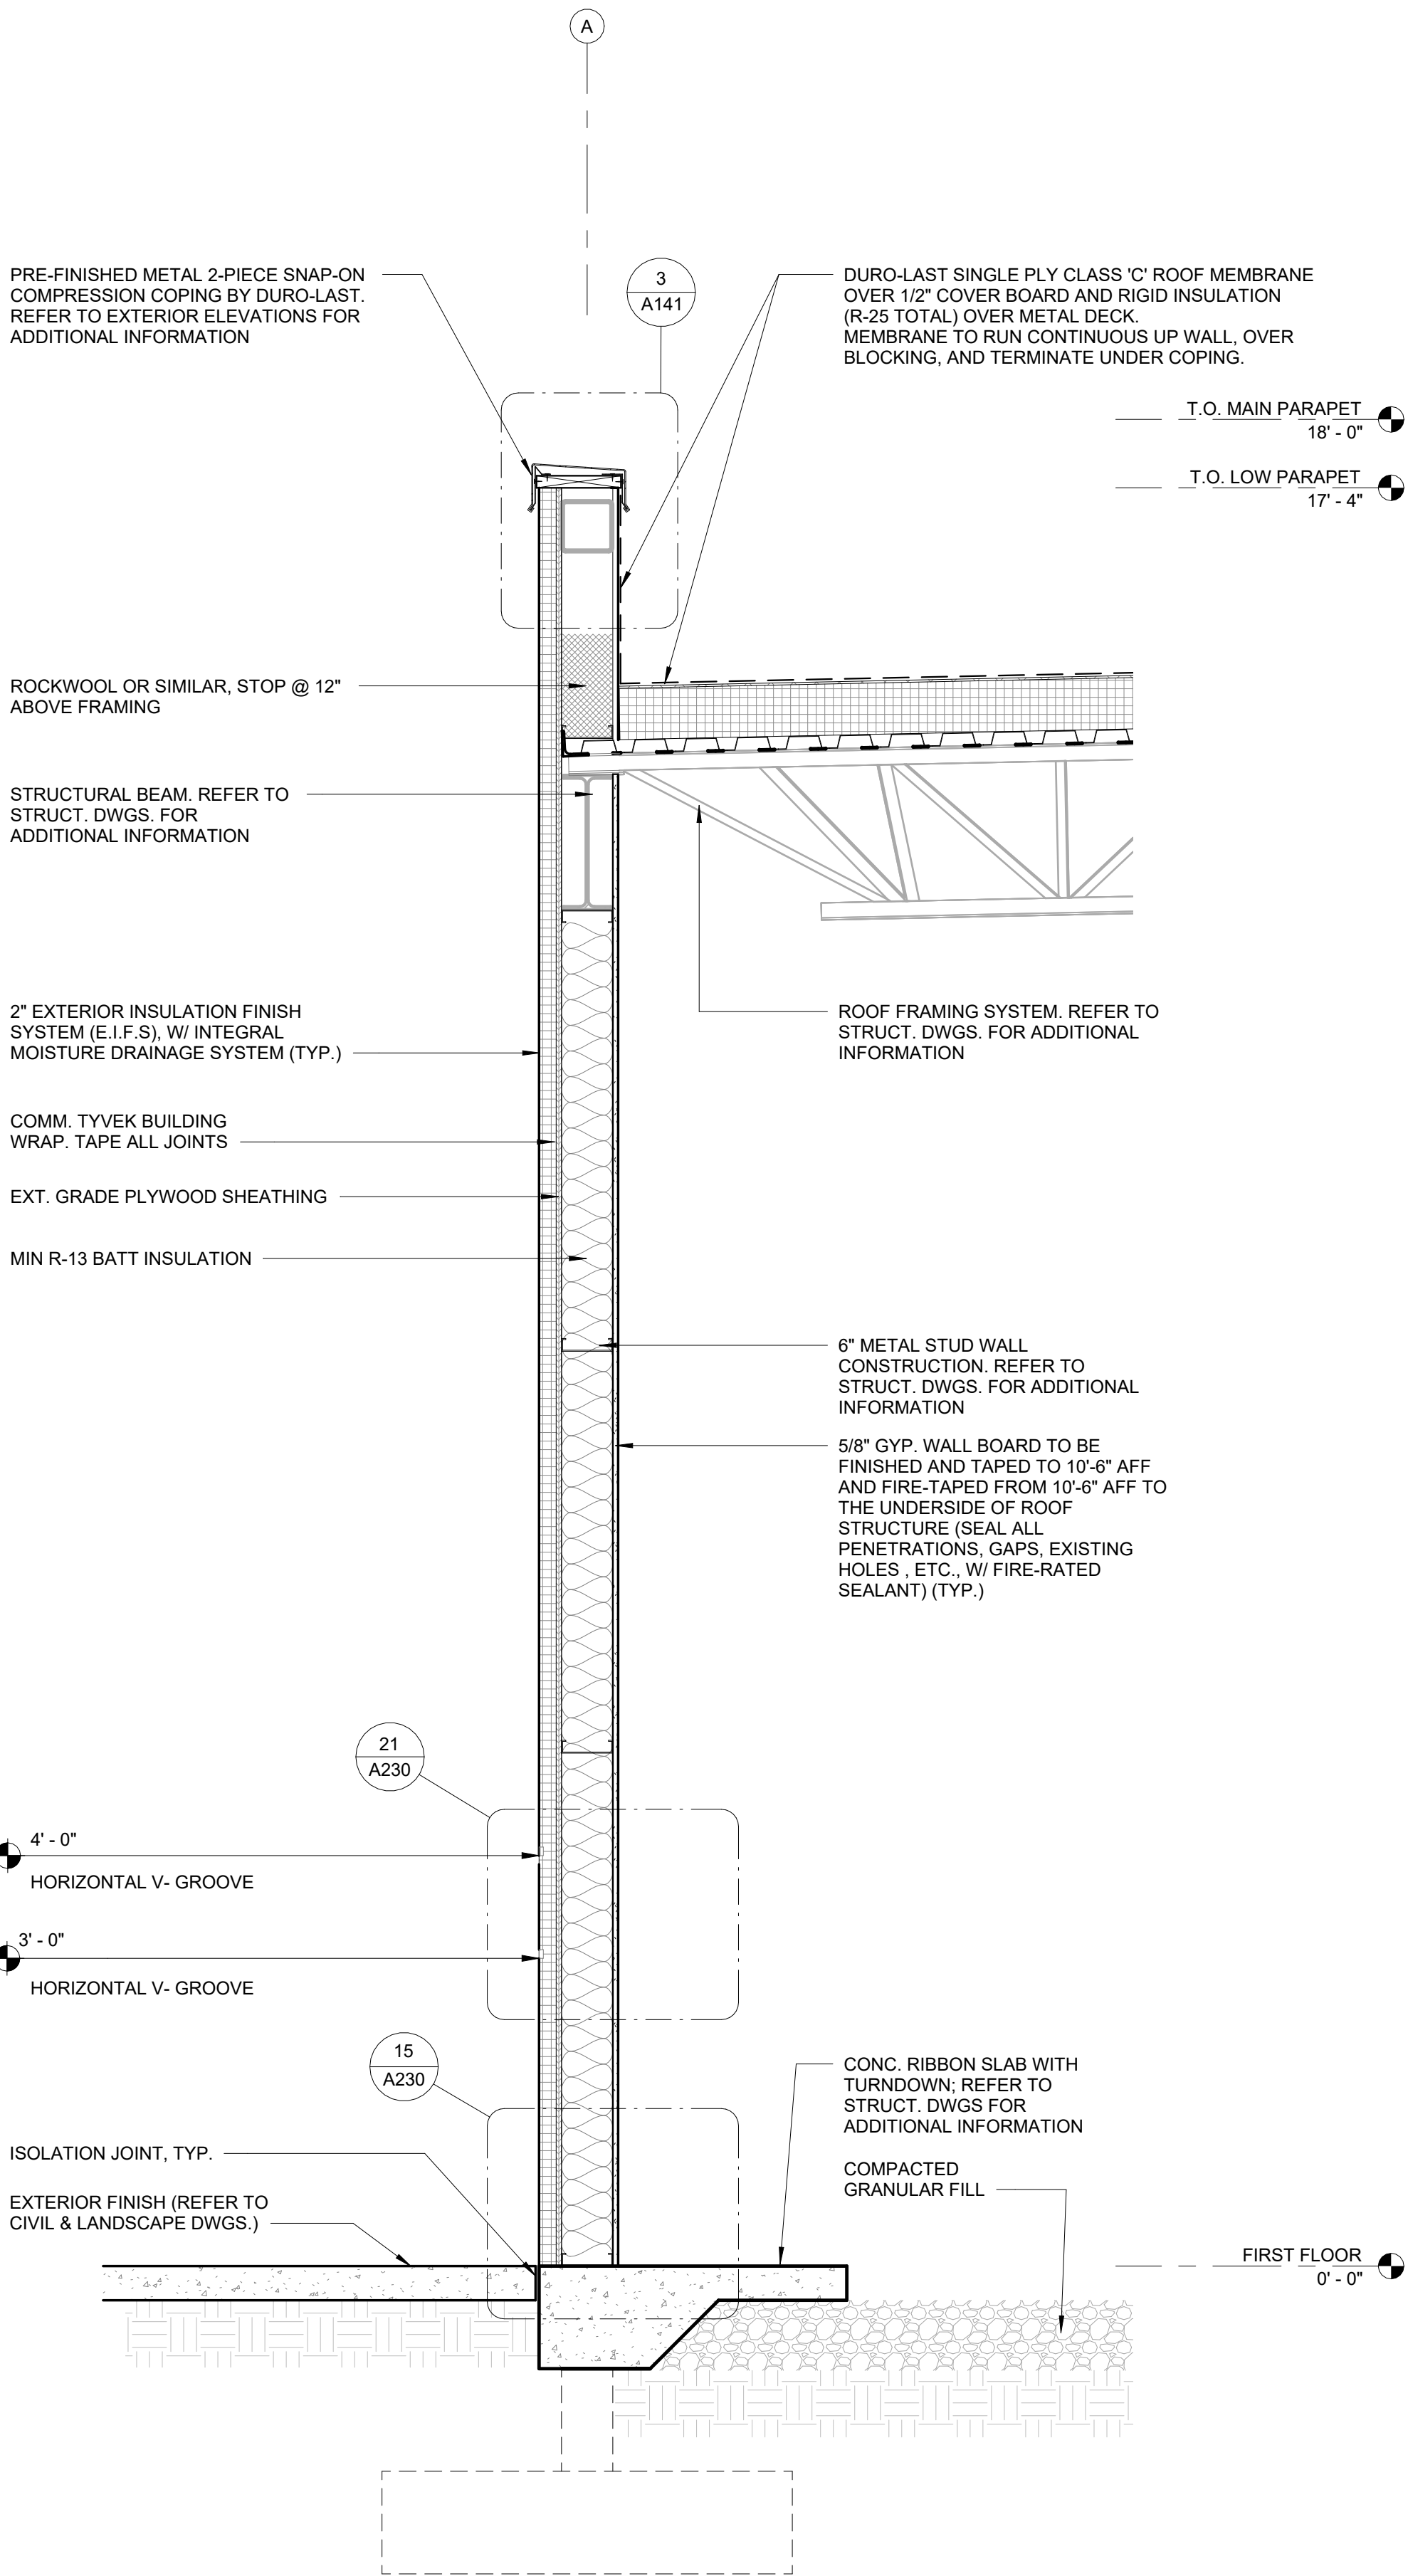 A
PRE-FINISHED METAL 2-PIECE SNAP-ON
COMPRESSION COPING BY DURO-LAST.
REFER TO EXTERIOR ELEVATIONS FOR
ADDITIONAL INFORMATION
3
A141
DURO-LAST SINGLE PLY CLASS 'C' ROOF MEMBRANE
OVER 1/2" COVER BOARD AND RIGID INSULATION
(R-25 TOTAL) OVER METAL DECK.
MEMBRANE TO RUN CONTINUOUS UP WALL, OVER
BLOCKING, AND TERMINATE UNDER COPING.
T.O. MAIN PARAPET
18' - 0"
T.O. LOW PARAPET
17' - 4"
ROCKWOOL OR SIMILAR, STOP @ 12"
ABOVE FRAMING
STRUCTURAL BEAM. REFER TO
STRUCT. DWGS. FOR
ADDITIONAL INFORMATION
2" EXTERIOR INSULATION FINISH
SYSTEM (E.I.F.S), W/ INTEGRAL
MOISTURE DRAINAGE SYSTEM (TYP.)
ROOF FRAMING SYSTEM. REFER TO
STRUCT. DWGS. FOR ADDITIONAL
INFORMATION
COMM. TYVEK BUILDING
WRAP. TAPE ALL JOINTS
EXT. GRADE PLYWOOD SHEATHING
MIN R-13 BATT INSULATION
6" METAL STUD WALL
CONSTRUCTION. REFER TO
STRUCT. DWGS. FOR ADDITIONAL
INFORMATION
5/8" GYP. WALL BOARD TO BE
FINISHED AND TAPED TO 10'-6" AFF
AND FIRE-TAPED FROM 10'-6" AFF TO
THE UNDERSIDE OF ROOF
STRUCTURE (SEAL ALL
PENETRATIONS, GAPS, EXISTING
HOLES , ETC., W/ FIRE-RATED
SEALANT) (TYP.)
21
A230
4' - 0"
HORIZONTAL V- GROOVE
3' - 0"
HORIZONTAL V- GROOVE
15
A230
CONC. RIBBON SLAB WITH
TURNDOWN; REFER TO
STRUCT. DWGS FOR
ADDITIONAL INFORMATION
ISOLATION JOINT, TYP.
COMPACTED
GRANULAR FILL
EXTERIOR FINISH (REFER TO
CIVIL & LANDSCAPE DWGS.)
FIRST FLOOR
0' - 0"